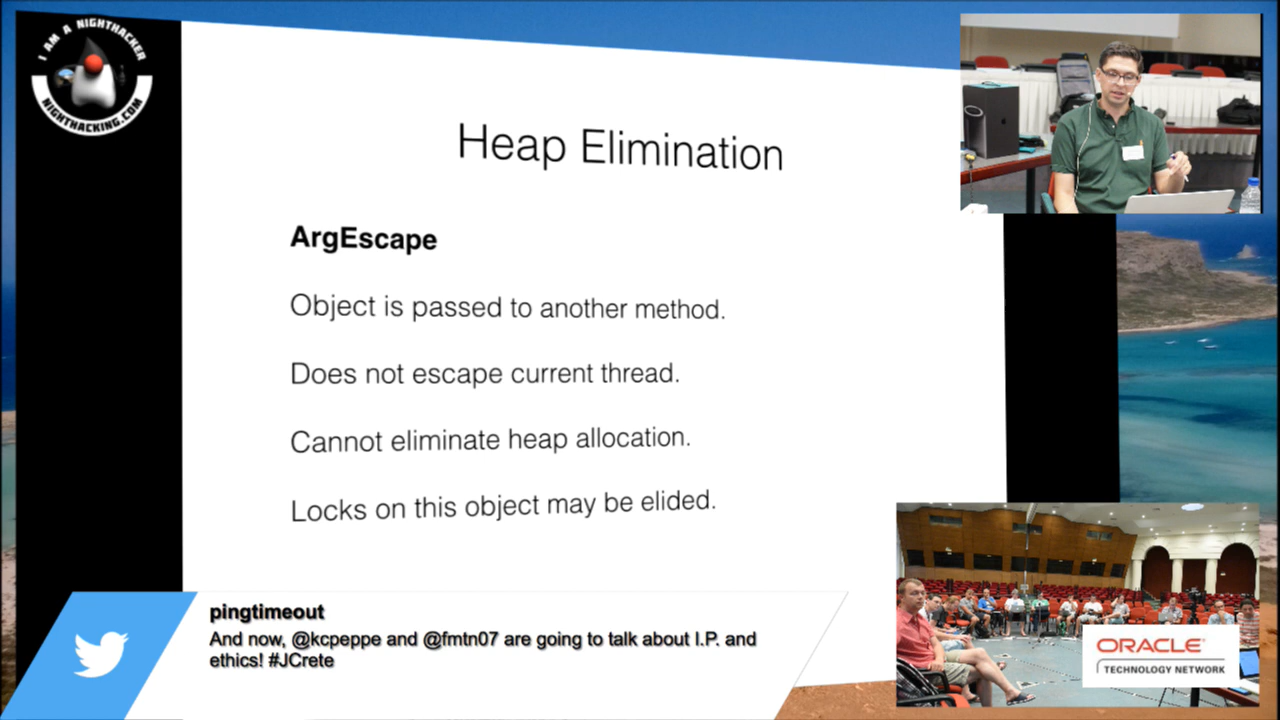 I AM A NIGHTHACKER
NIGHTHACKING.COM
Heap Elimination
ArgEscape
Object is passed to another method.
Does not escape current thread.
Cannot eliminate heap allocation.
Locks on this object may be elided.
pingtimeout
And now, @kcpeppe and @fmtn07 are going to talk about I.P. and
ethics! #JCrete
ORACLE
TECHNOLOGY NETWORK